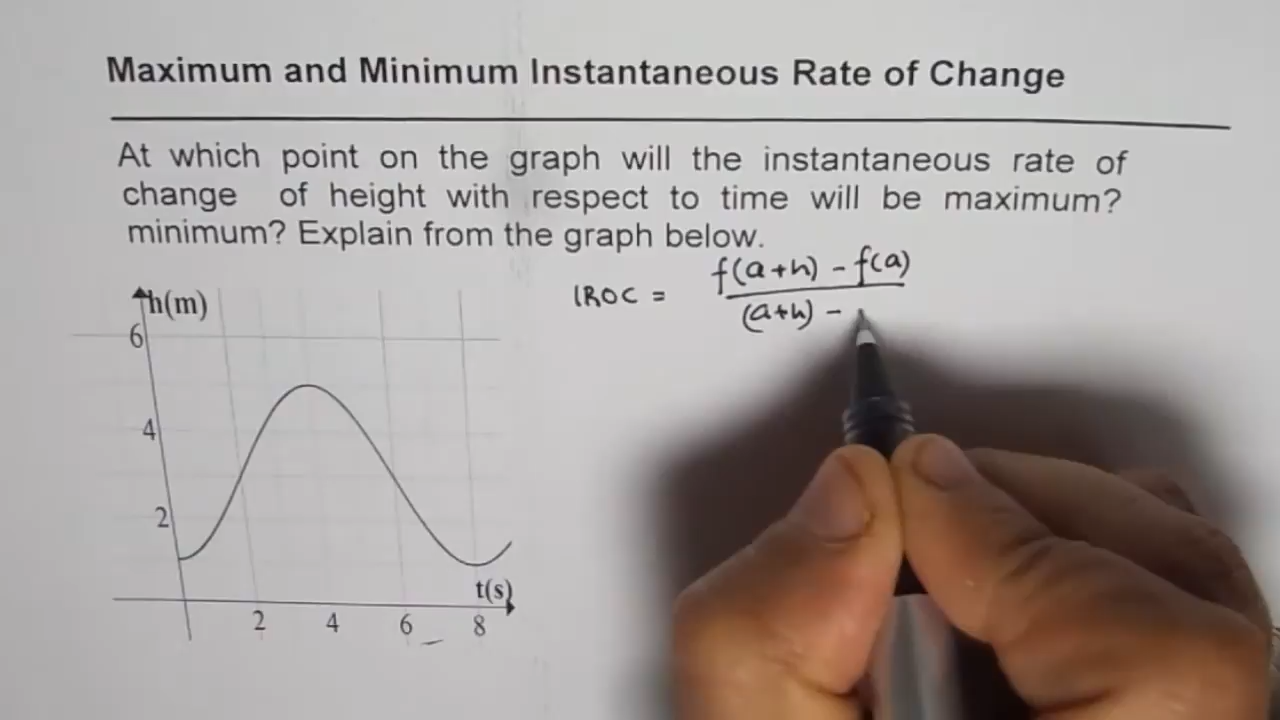 Maximum and Minimum Instantaneous Rate of Change
At which point on the graph will the instantaneous rate of
change of height with respect to time will be maximum?
minimum? Explain from the graph below.
IROC = f(a+h) - f(a)
(a+h) -
h(m)
6
4
2
t(s)
2 4 6 8